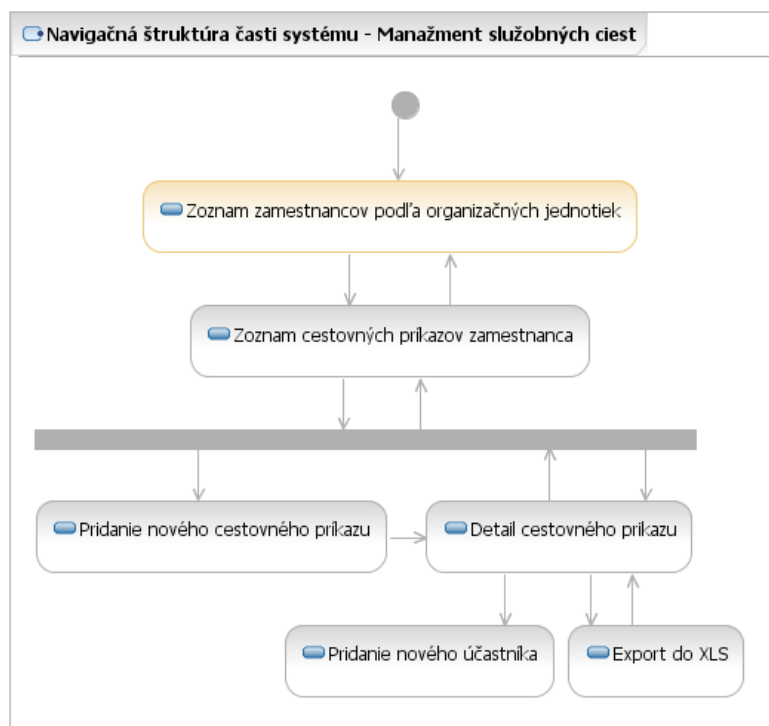 Navigačná štruktúra časti systému - Manažment služobných ciest
Zoznam zamestnancov podľa organizačných jednotiek
Zoznam cestovných príkazov zamestnanca
Pridanie nového cestovného príkazu
Detail cestovného prikazu
Pridanie nového účastníka
Export do XLS